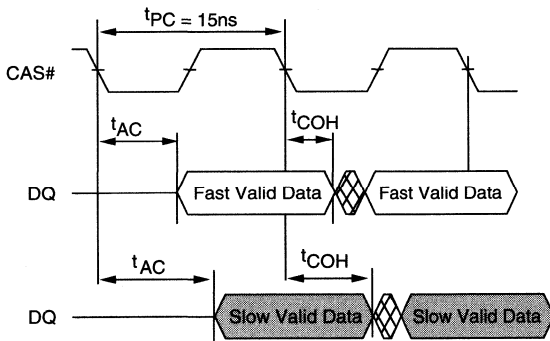 tPC = 15ns
CAS#
tAC
tCOH
DQ
Fast Valid Data
Fast Valid Data
tAC
tCOH
DQ
Slow Valid Data
Slow Valid Data